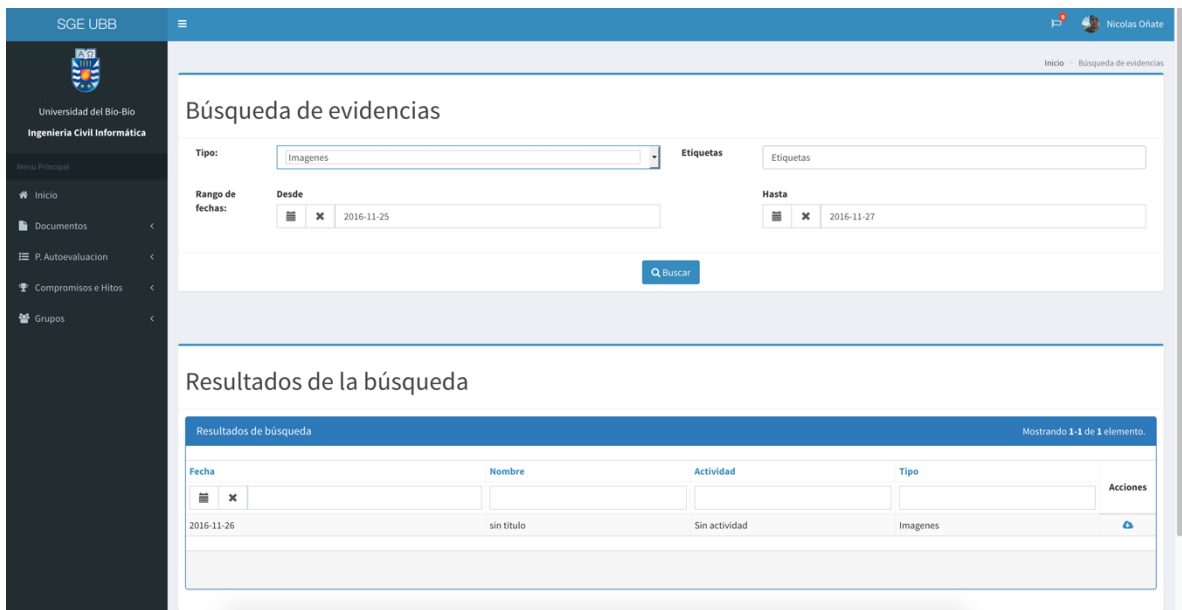 SGE UBB
9
Nicolas Oñate
Universidad del Bio-Bío
Ingenieria Civil Informática
Menu Principal
Inicio
Documentos
P. Autoevaluacion
Compromisos e Hitos
Grupos
Inicio > Búsqueda de evidencias
Búsqueda de evidencias
Tipo: Imagenes Etiquetas Etiquetas
Rango de fechas:
Desde Hasta
2016-11-25 2016-11-27
Buscar
Resultados de la búsqueda
Resultados de búsqueda Mostrando 1-1 de 1 elemento.
Fecha Nombre Actividad Tipo Acciones
2016-11-26 sin titulo Sin actividad Imagenes